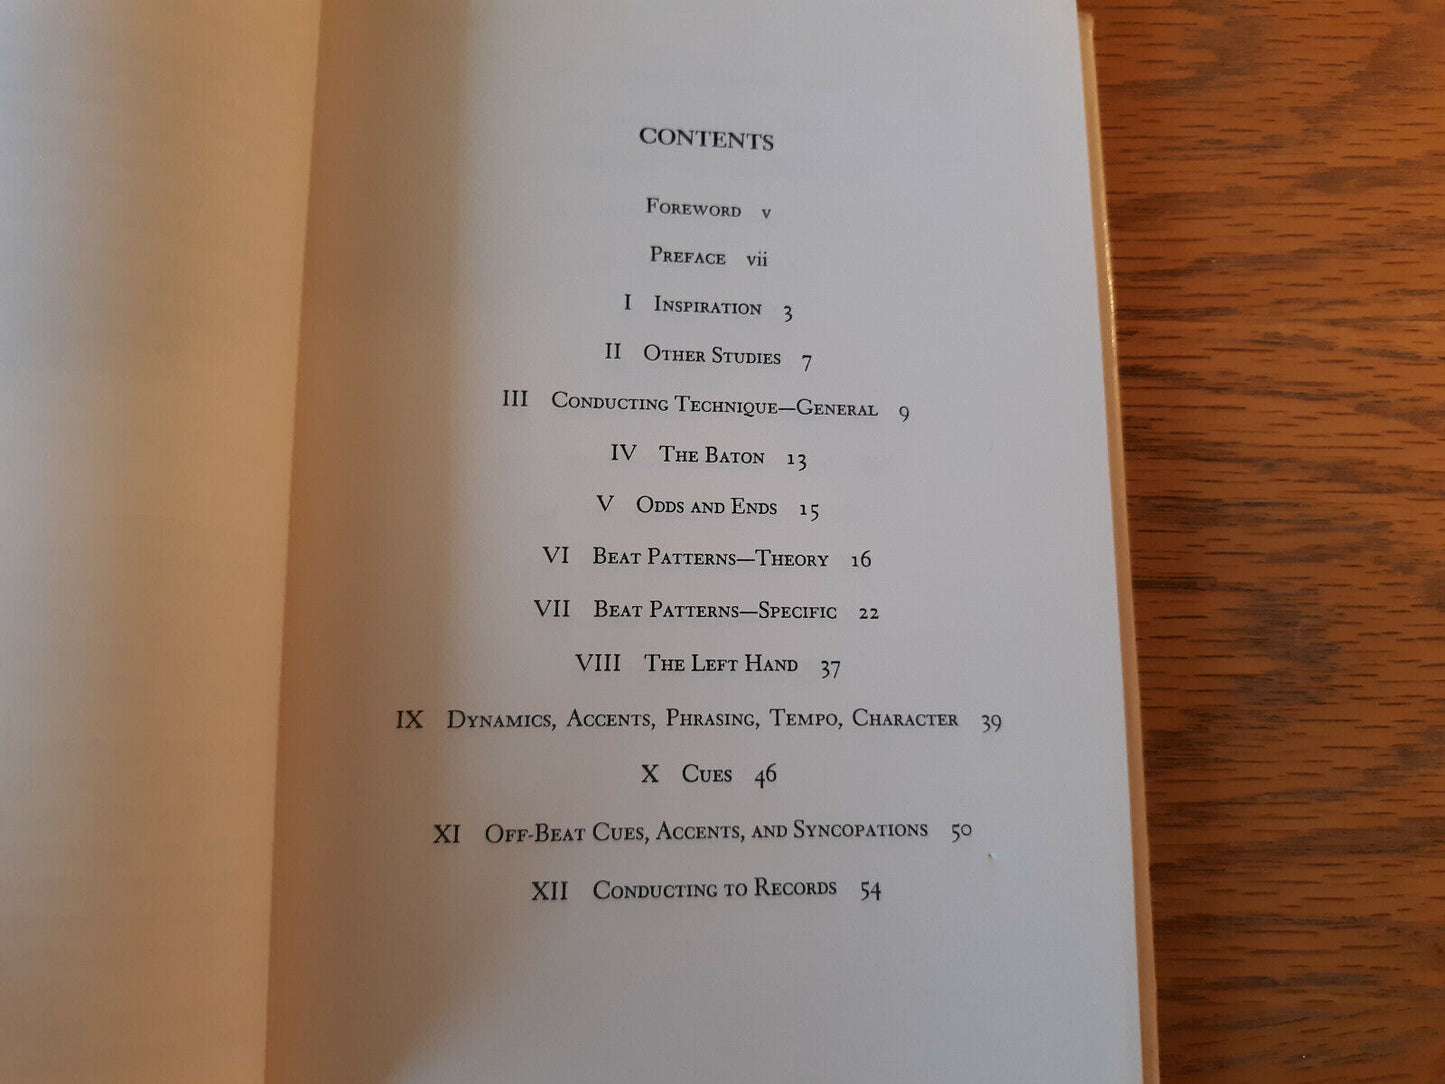 CONTENTS
Foreword v
Preface vii
I Inspiration 3
II Other Studies 7
III Conducting Technique—General 9
IV The Baton 13
V Odds and Ends 15
VI Beat Patterns—Theory 16
VII Beat Patterns—Specific 22
VIII The Left Hand 37
IX Dynamics, Accents, Phrasing, Tempo, Character 39
X Cues 46
XI Off-Beat Cues, Accents, and Syncopations 50
XII Conducting to Records 54